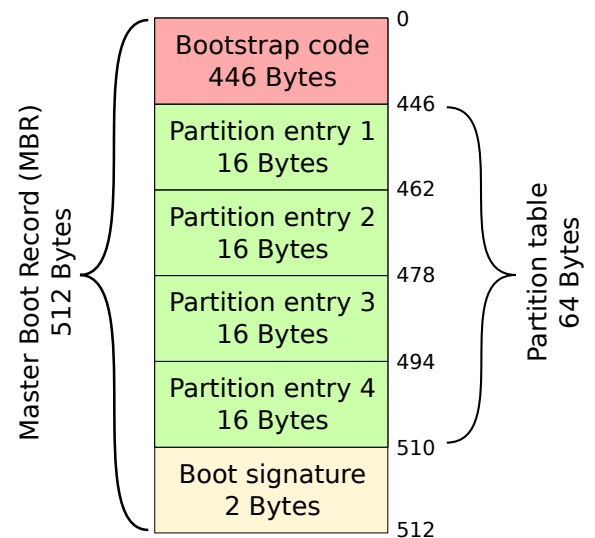 0
Bootstrap code
446 Bytes
446
Partition entry 1
16 Bytes
462
Partition entry 2
16 Bytes
478
Partition entry 3
16 Bytes
494
Partition entry 4
16 Bytes
510
Boot signature
2 Bytes
512
Master Boot Record (MBR)
512 Bytes
Partition table
64 Bytes